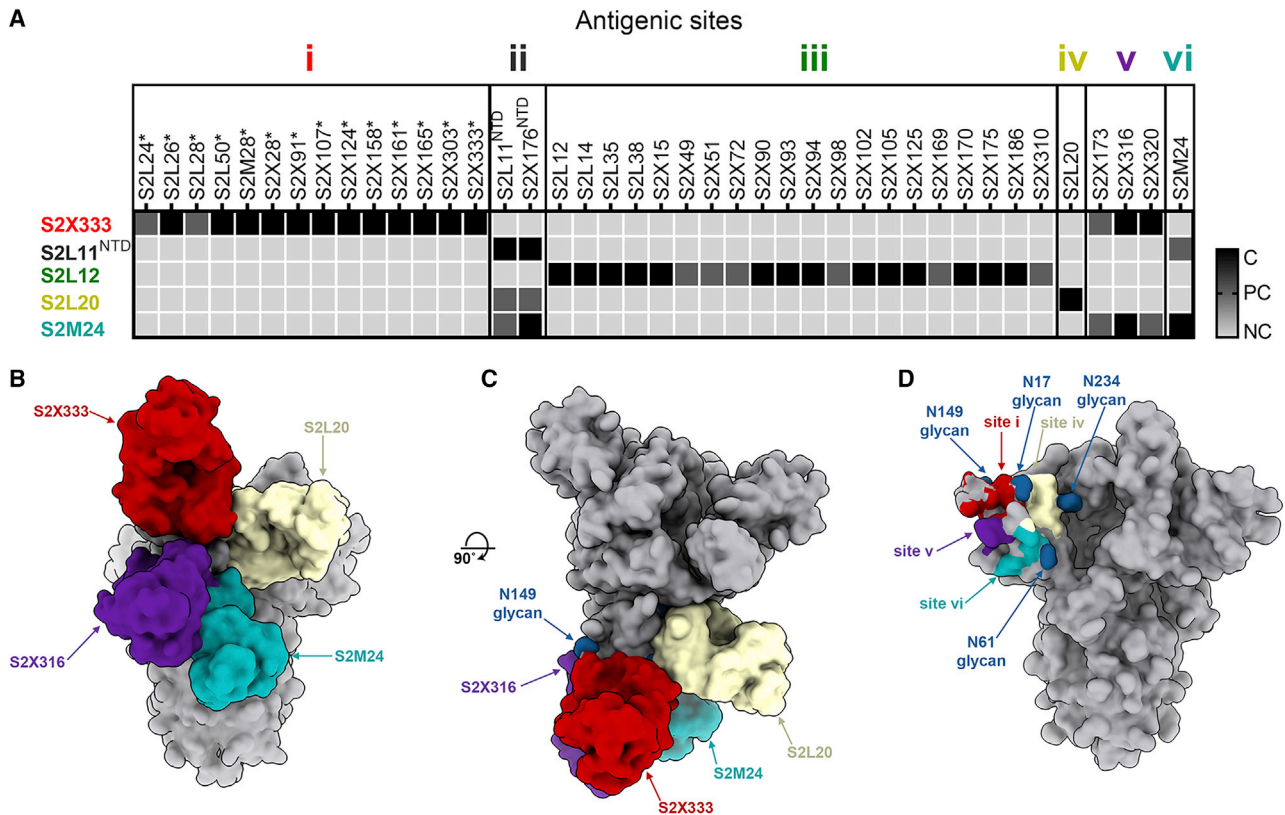 A
Antigenic sites
i ii iii iv v vi
S2L24* S2L26* S2L28* S2L50* S2M28* S2X28* S2X91* S2X107* S2X124* S2X158* S2X161* S2X165* S2X303* S2X333* S2L11NTD S2X176NTD S2L12 S2L14 S2L35 S2L38 S2X15 S2X49 S2X51 S2X72 S2X90 S2X93 S2X94 S2X98 S2X102 S2X105 S2X125 S2X169 S2X170 S2X175 S2X186 S2X310 S2L20 S2X173 S2X316 S2X320 S2M24
S2X333
S2L11NTD
S2L12
S2L20
S2M24
C
PC
NC
B
S2X333
S2L20
S2X316
S2M24
C
90°
N149
glycan
S2X316
S2L20
S2M24
S2X333
D
N149
glycan
site i
N17
glycan
site iv
N234
glycan
site v
site vi
N61
glycan